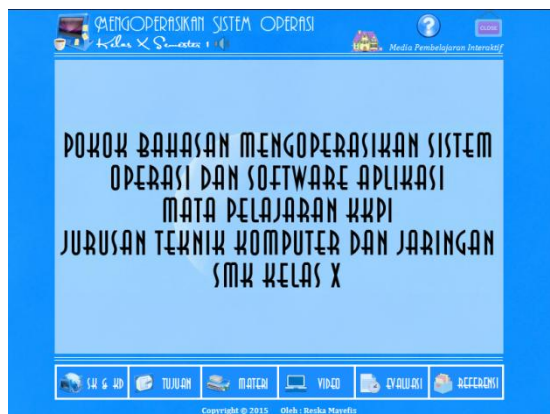 MENGOPERASIKAN SISTEM OPERASI
Kelas X Semester 1
CLOSE
Media Pembelajaran Interaktif
POKOK BAHASAN MENGOPERASIKAN SISTEM
OPERASI DAN SOFTWARE APLIKASI
MATA PELAJARAN KKPI
JURUSAN TEKNIK KOMPUTER DAN JARINGAN
SMK KELAS X
SK & KD
TUJUAN
MATERI
VIDEO
EVALUASI
REFERENSI
Copyright © 2015 Oleh : Reska Mayefis